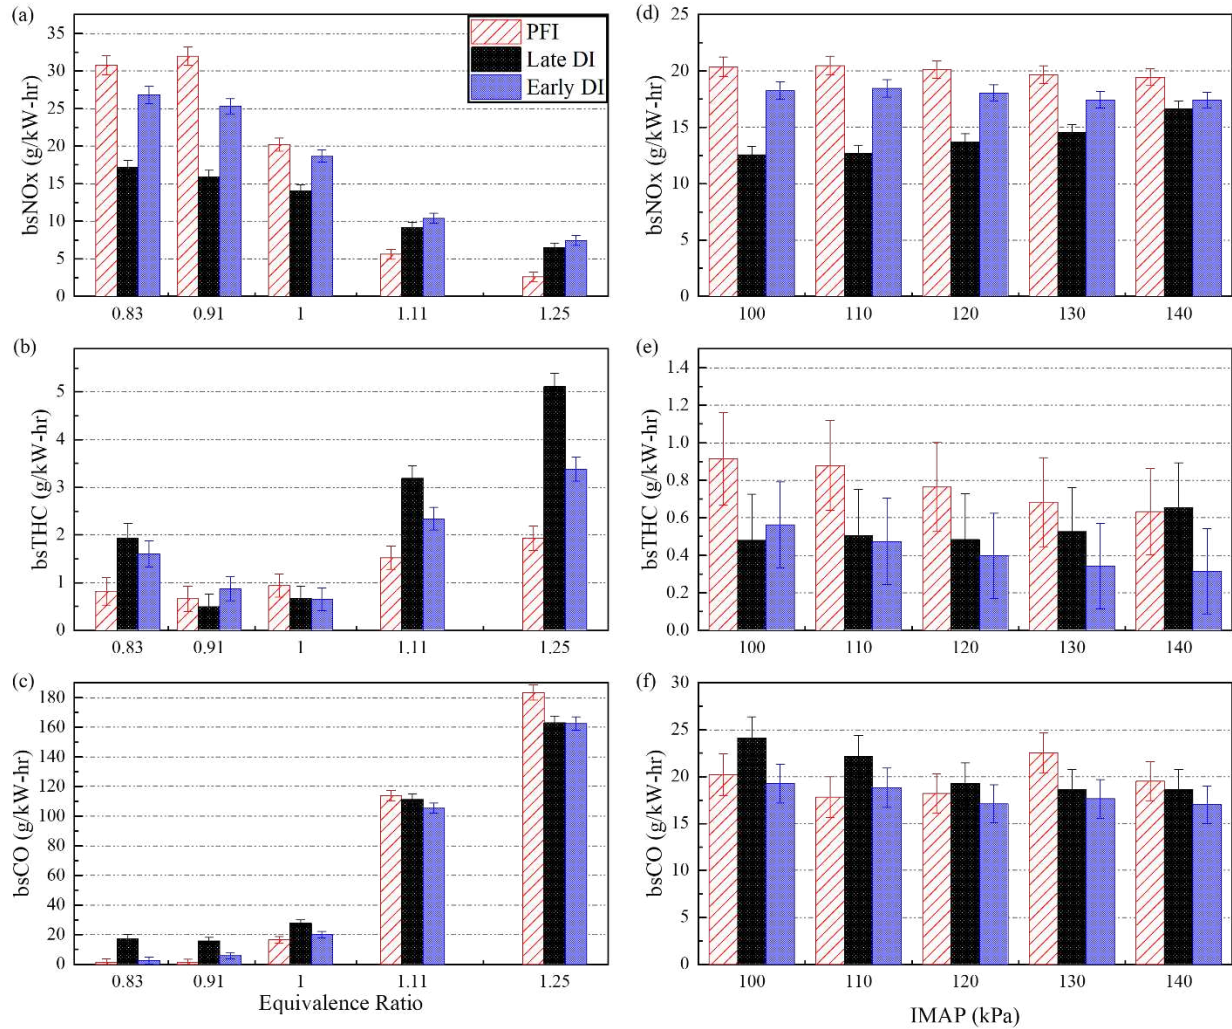 (a)
bsNOx (g/kW-hr)
35
30
25
20
15
10
5
0
0.83 0.91 1 1.11 1.25
PFI
Late DI
Early DI
(d)
bsNOx (g/kW-hr)
25
20
15
10
5
0
100 110 120 130 140
(b)
bsTHC (g/kW-hr)
5
4
3
2
1
0
0.83 0.91 1 1.11 1.25
(e)
bsTHC (g/kW-hr)
1.4
1.2
1.0
0.8
0.6
0.4
0.2
0.0
100 110 120 130 140
(c)
bsCO (g/kW-hr)
180
160
140
120
100
80
60
40
20
0
0.83 0.91 1 1.11 1.25
Equivalence Ratio
(f)
bsCO (g/kW-hr)
30
25
20
15
10
5
0
100 110 120 130 140
IMAP (kPa)